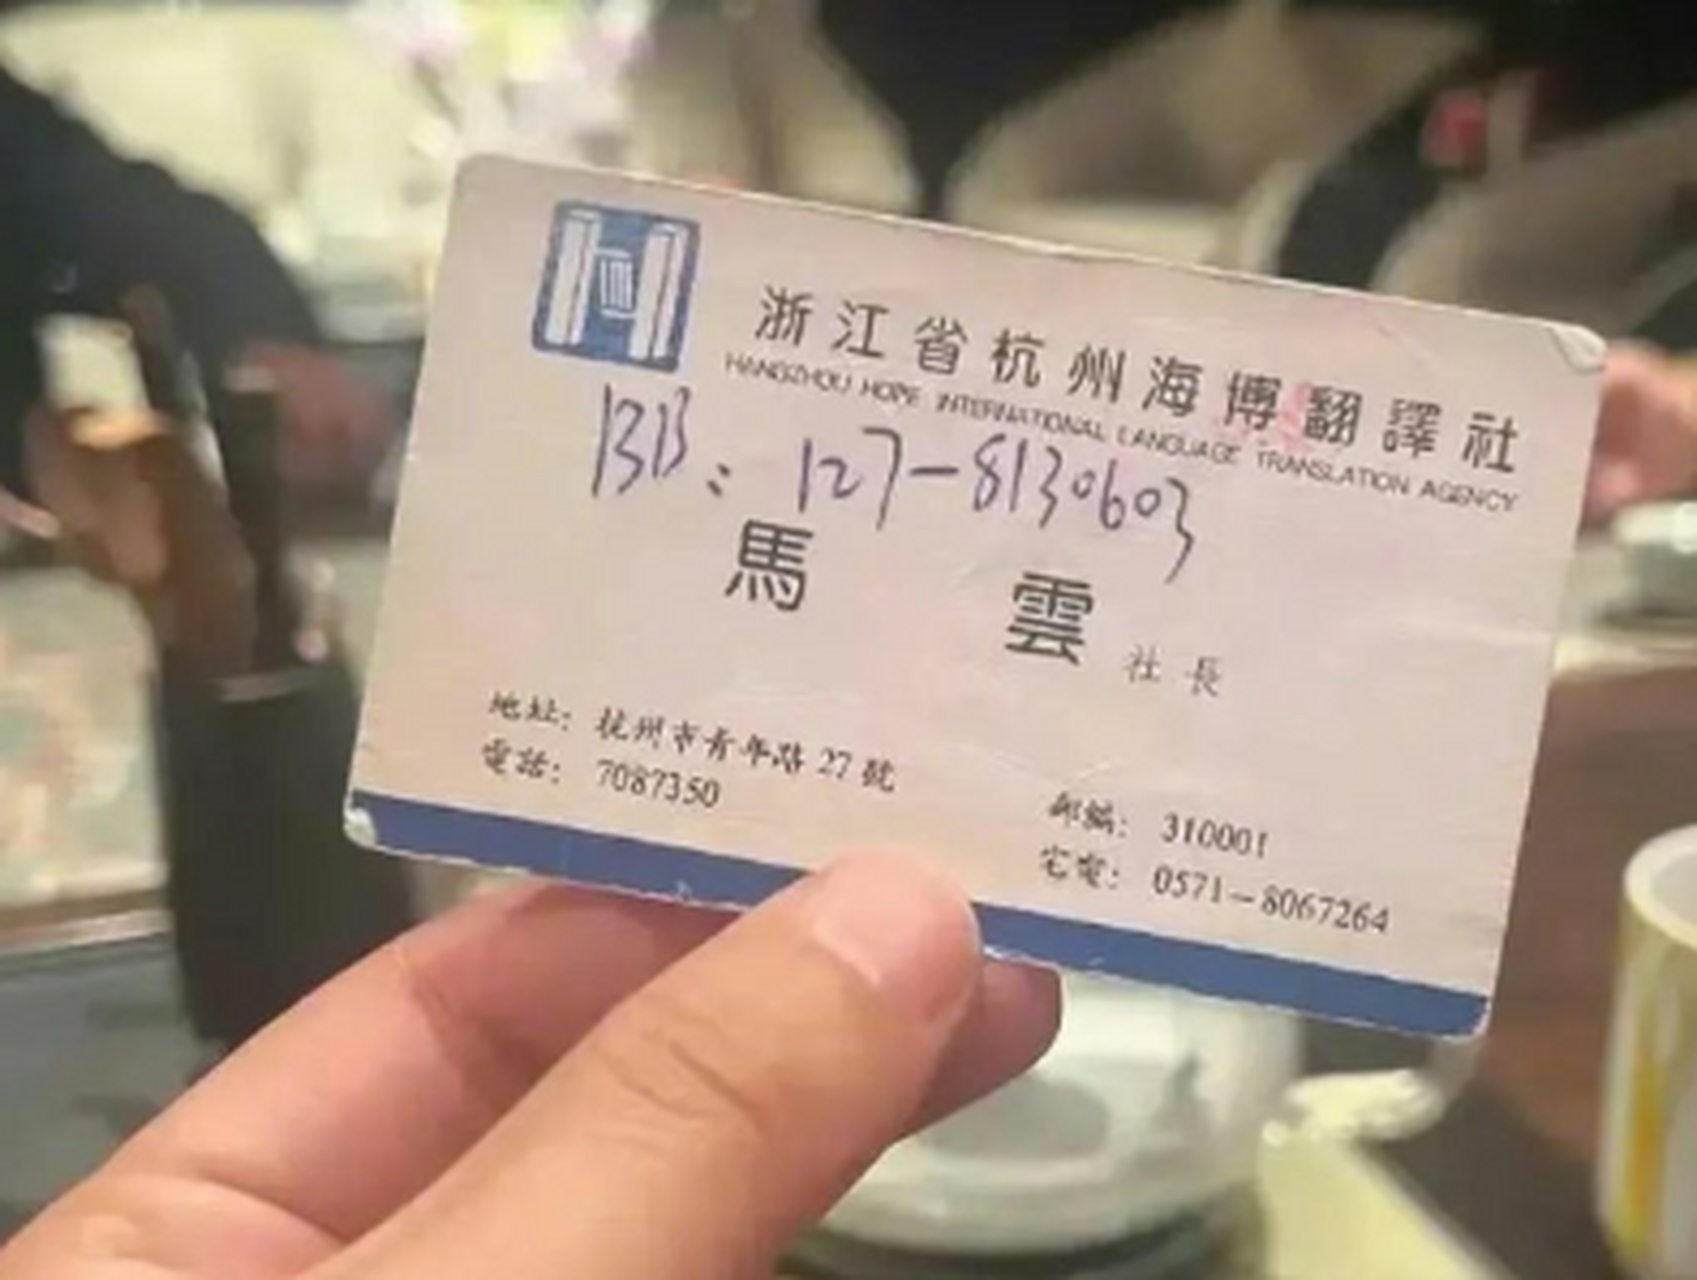 浙江省杭州海博翻譯社
HANGZHOU HOPE INTERNATIONAL LANGUAGE TRANSLATION AGENCY
BB: 127-8130603
馬 雲 社長
地址: 杭州市青年路 27 號
電話: 7087350
郵編: 310001
宅電: 0571-8067264